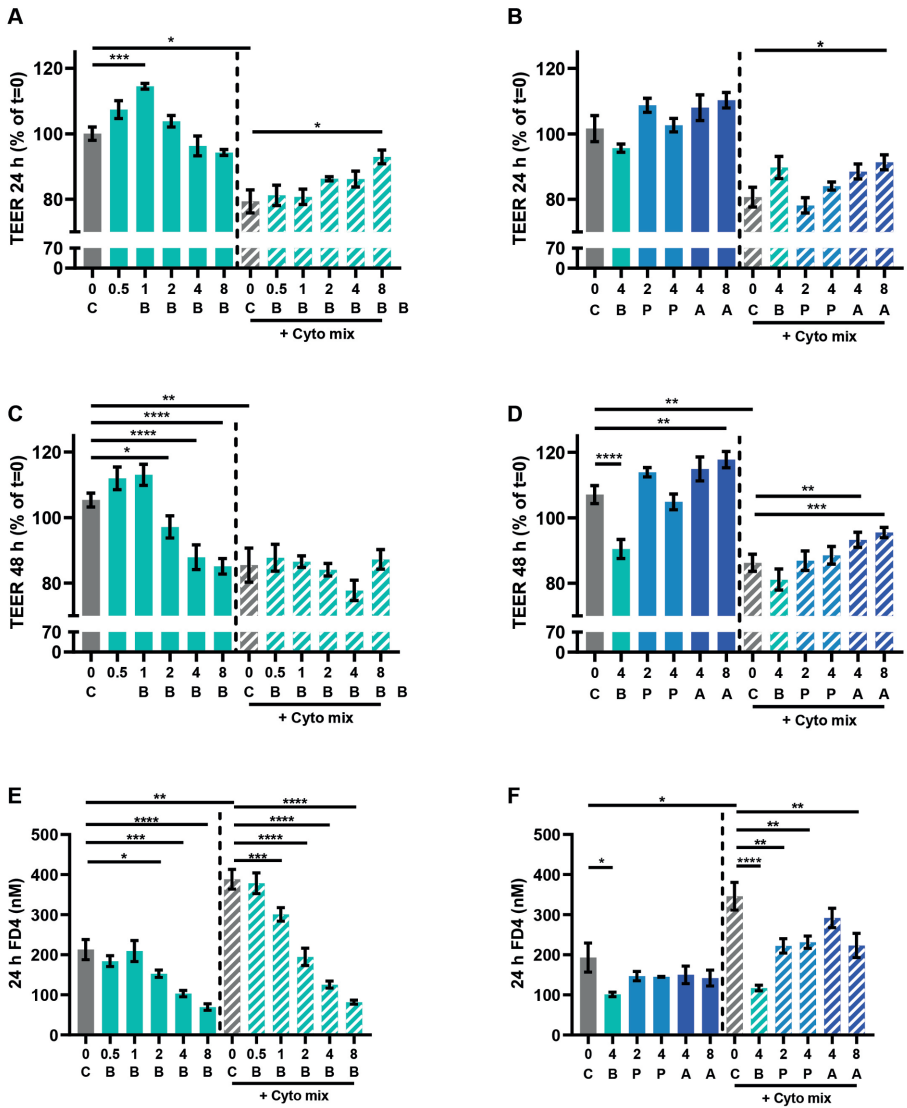 A
TEER 24 h (% of t=0)
120
100
80
70
0
*
***
*
0 0.5 1 2 4 8 0 0.5 1 2 4 8
C B B B B C B B B B B B
+ Cyto mix
B
TEER 24 h (% of t=0)
120
100
80
70
0
*
0 4 2 4 4 8 0 4 2 4 4 8
C B P P A A C B P P A A
+ Cyto mix
C
TEER 48 h (% of t=0)
120
100
80
70
0
**
****
****
*
0 0.5 1 2 4 8 0 0.5 1 2 4 8
C B B B B C B B B B B B
+ Cyto mix
D
TEER 48 h (% of t=0)
120
100
80
70
0
**
**
****
**
***
0 4 2 4 4 8 0 4 2 4 4 8
C B P P A A C B P P A A
+ Cyto mix
E
24 h FD4 (nM)
500
400
300
200
100
0
**
****
***
*
****
****
****
***
0 0.5 1 2 4 8 0 0.5 1 2 4 8
C B B B B B C B B B B B
+ Cyto mix
F
24 h FD4 (nM)
500
400
300
200
100
0
*
*
**
**
**
****
0 4 2 4 4 8 0 4 2 4 4 8
C B P P A A C B P P A A
+ Cyto mix